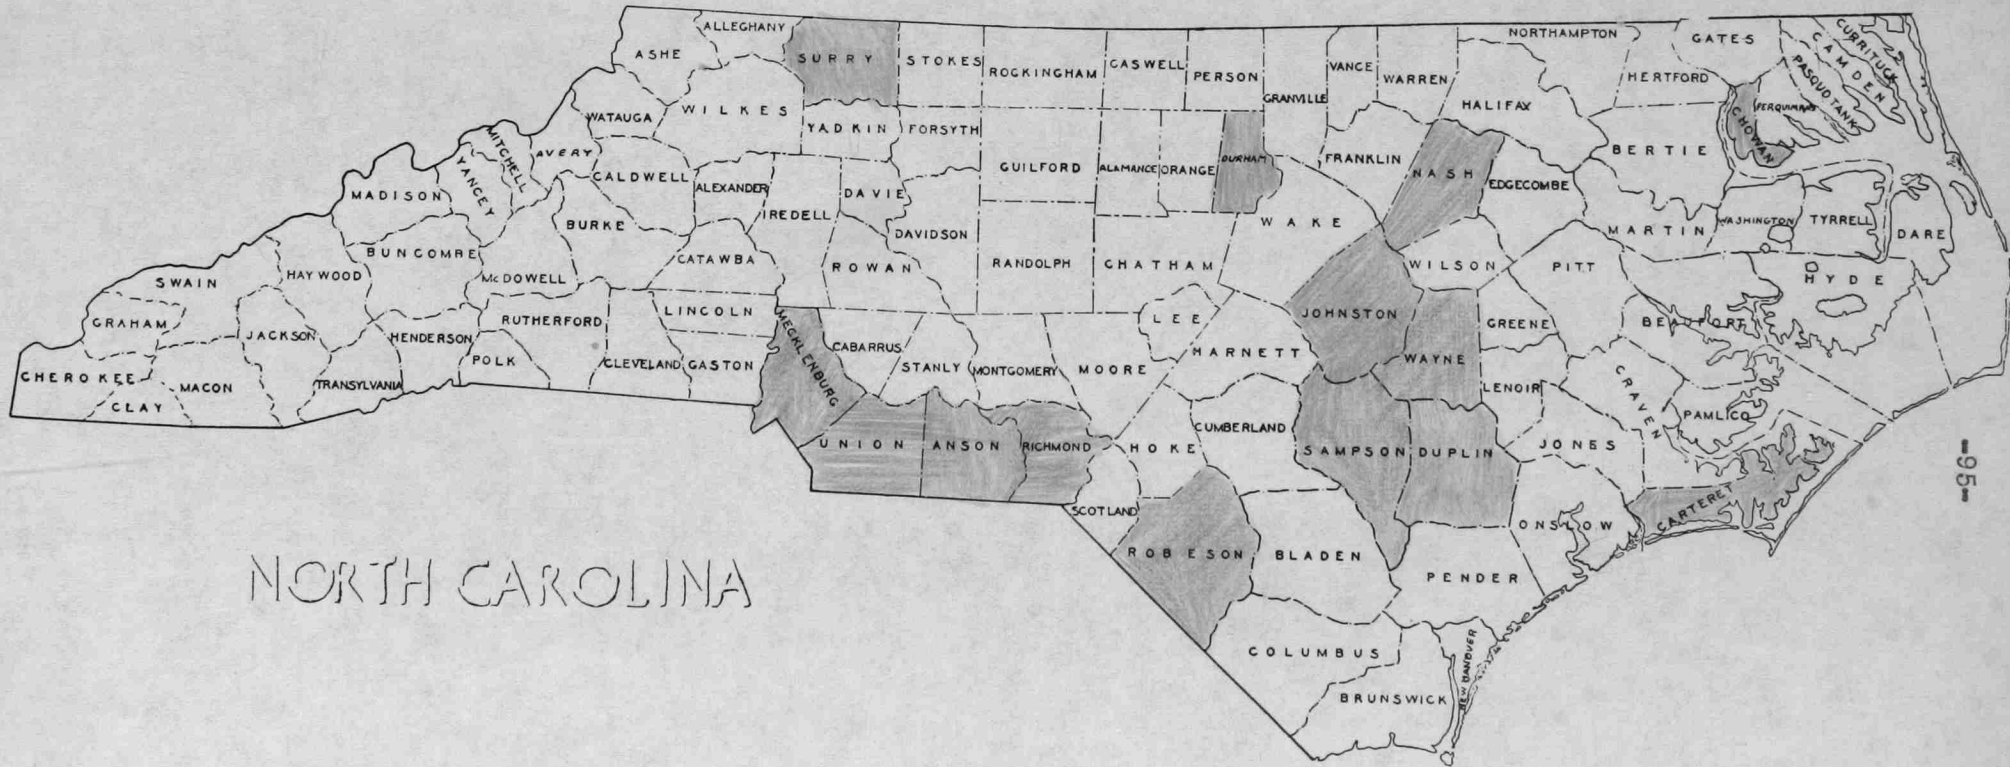 ALLEGHANY
ASHE
SURRY
STOKES
ROCKINGHAM
CASWELL
PERSON
GRANVILLE
VANCE
WARREN
NORTHAMPTON
GATES
CURRITUCK
CAMDEN
PASQUOTANK
PERQUIMANS
CHOWAN
HERTFORD
HALIFAX
WATAUGA
WILKES
YADKIN
FORSYTH
GUILFORD
ALAMANCE
ORANGE
DURHAM
FRANKLIN
NASH
EDGECOMBE
BERTIE
MITCHELL
AVERY
YANCEY
MADISON
CALDWELL
ALEXANDER
IREDELL
DAVIE
DAVIDSON
WAKE
MARTIN
WASHINGTON
TYRRELL
DARE
BURKE
BUNCOMBE
McDOWELL
CATAWBA
ROWAN
RANDOLPH
CHATHAM
WILSON
PITT
HYDE
SWAIN
HAYWOOD
GRAHAM
JACKSON
HENDERSON
RUTHERFORD
LINCOLN
MECKLENBURG
CABARRUS
STANLY
MONTGOMERY
MOORE
LEE
HARNETT
JOHNSTON
WAYNE
GREENE
BEAUFORT
CHEROKEE
MACON
CLAY
TRANSYLVANIA
POLK
CLEVELAND
GASTON
LENOIR
CRAVEN
PAMLICO
UNION
ANSON
RICHMOND
HOKE
CUMBERLAND
SAMPSON
DUPLIN
JONES
CARTERET
SCOTLAND
ROBESON
BLADEN
PENDER
ONSLOW
COLUMBUS
BRUNSWICK
NEW HANOVER
NORTH CAROLINA
-95-